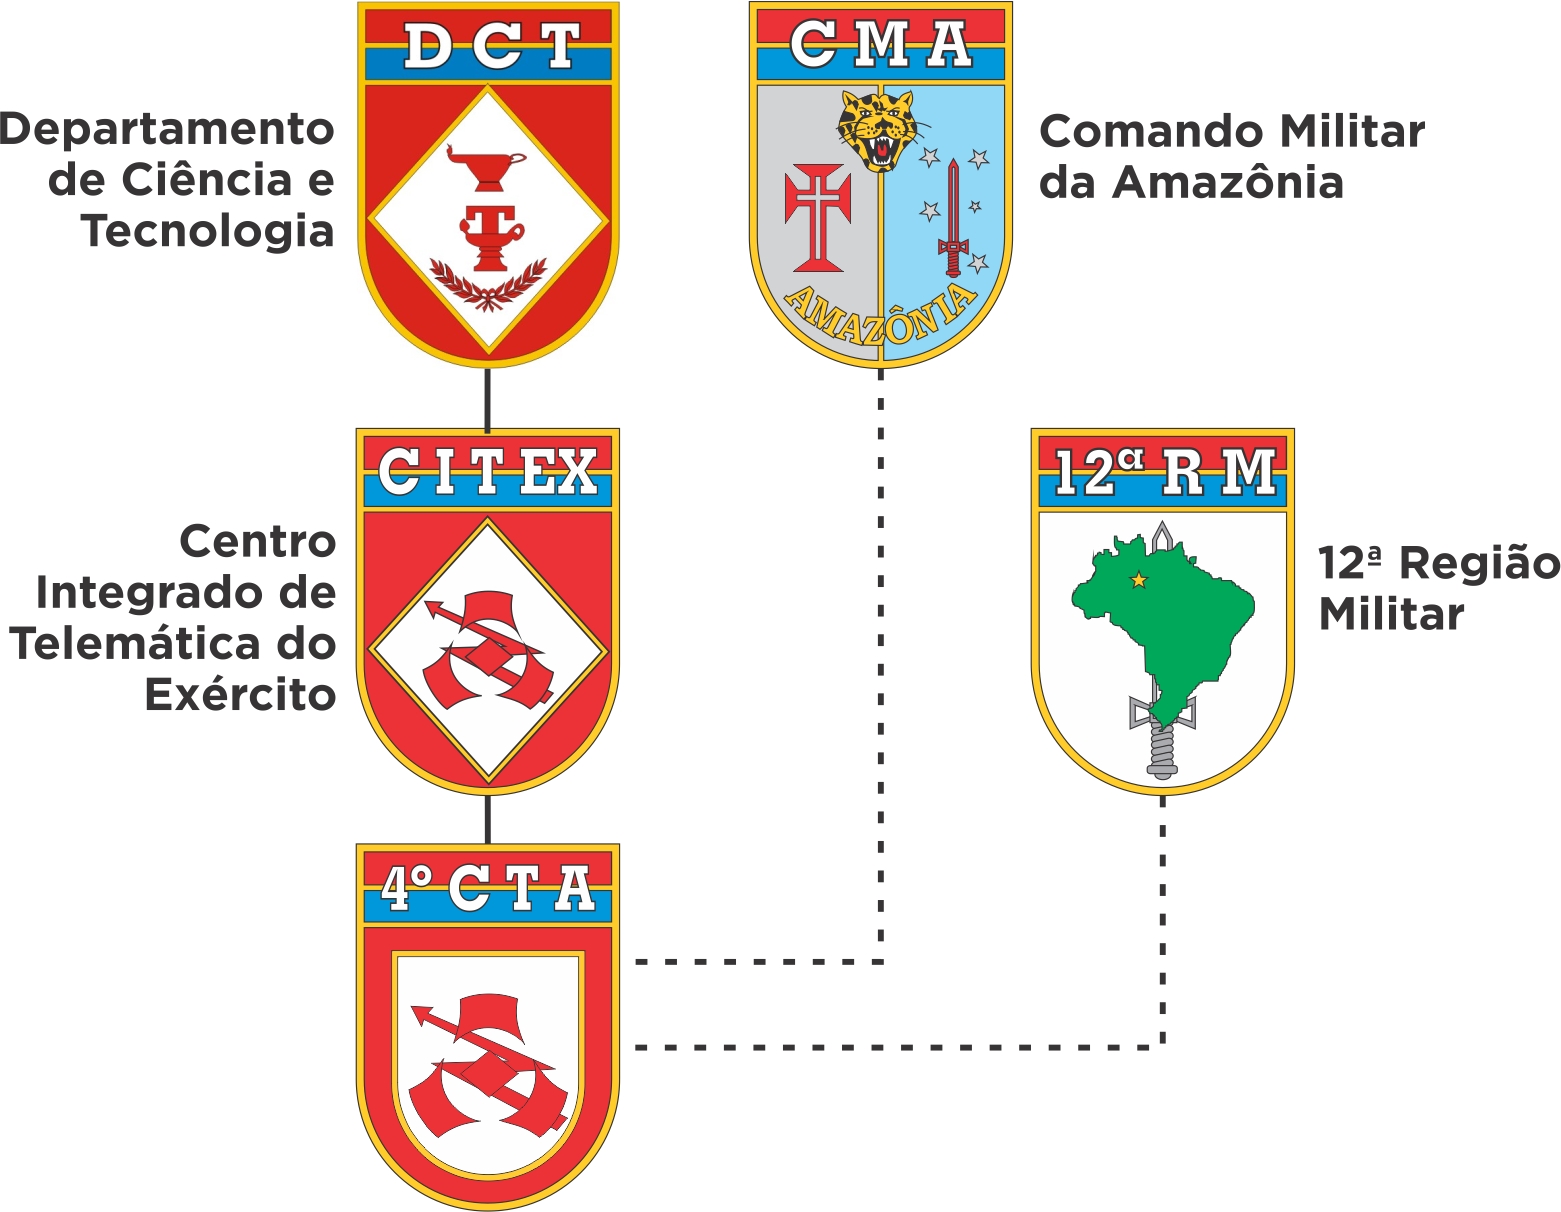 DCT
Departamento
de Ciência e
Tecnologia
CMA
AMAZÔNIA
Comando Militar
da Amazônia
CITEX
Centro
Integrado de
Telemática do
Exército
12ª RM
12ª Região
Militar
4º CTA